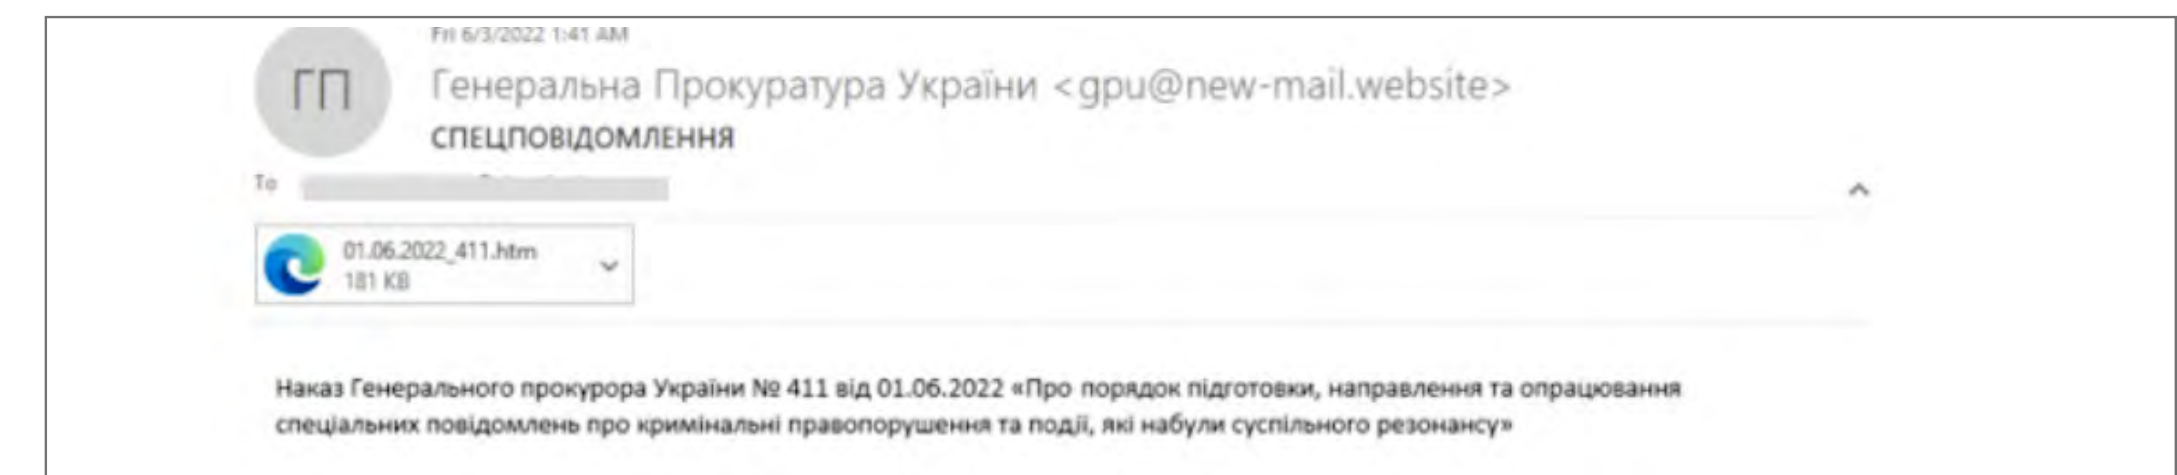 Fri 6/3/2022 1:41 AM
ГП
Генеральна Прокуратура України <gpu@new-mail.website>
СПЕЦПОВІДОМЛЕННЯ
To
01.06.2022_411.htm
181 KB
Наказ Генерального прокурора України № 411 від 01.06.2022 «Про порядок підготовки, направлення та опрацювання
спеціальних повідомлень про кримінальні правопорушення та події, які набули суспільного резонансу»